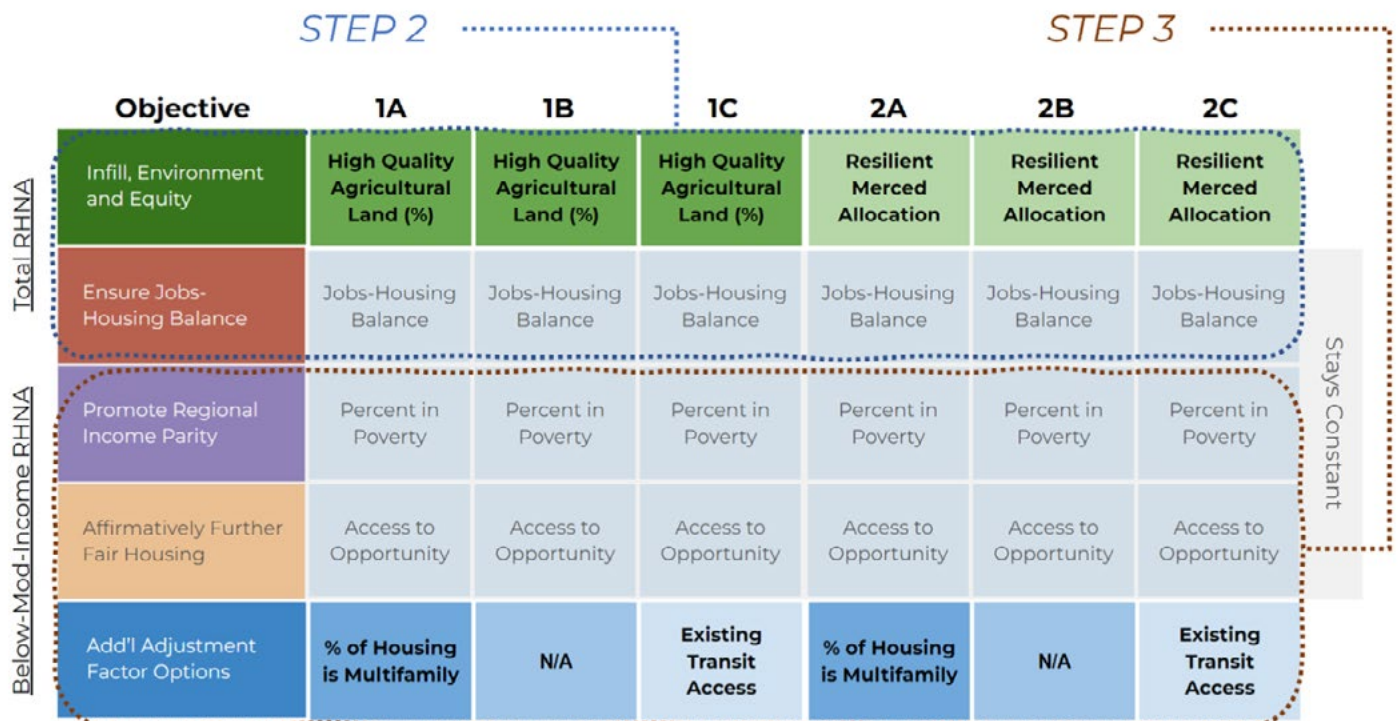 STEP 2
STEP 3
Objective 1A 1B 1C 2A 2B 2C
Total RHNA
Infill, Environment
and Equity
High Quality
Agricultural
Land (%)
High Quality
Agricultural
Land (%)
High Quality
Agricultural
Land (%)
Resilient
Merced
Allocation
Resilient
Merced
Allocation
Resilient
Merced
Allocation
Ensure Jobs-
Housing Balance
Jobs-Housing
Balance
Jobs-Housing
Balance
Jobs-Housing
Balance
Jobs-Housing
Balance
Jobs-Housing
Balance
Jobs-Housing
Balance
Stays Constant
Below-Mod-Income RHNA
Promote Regional
Income Parity
Percent in
Poverty
Percent in
Poverty
Percent in
Poverty
Percent in
Poverty
Percent in
Poverty
Percent in
Poverty
Affirmatively Further
Fair Housing
Access to
Opportunity
Access to
Opportunity
Access to
Opportunity
Access to
Opportunity
Access to
Opportunity
Access to
Opportunity
Add'l Adjustment
Factor Options
% of Housing
is Multifamily
N/A
Existing
Transit
Access
% of Housing
is Multifamily
N/A
Existing
Transit
Access